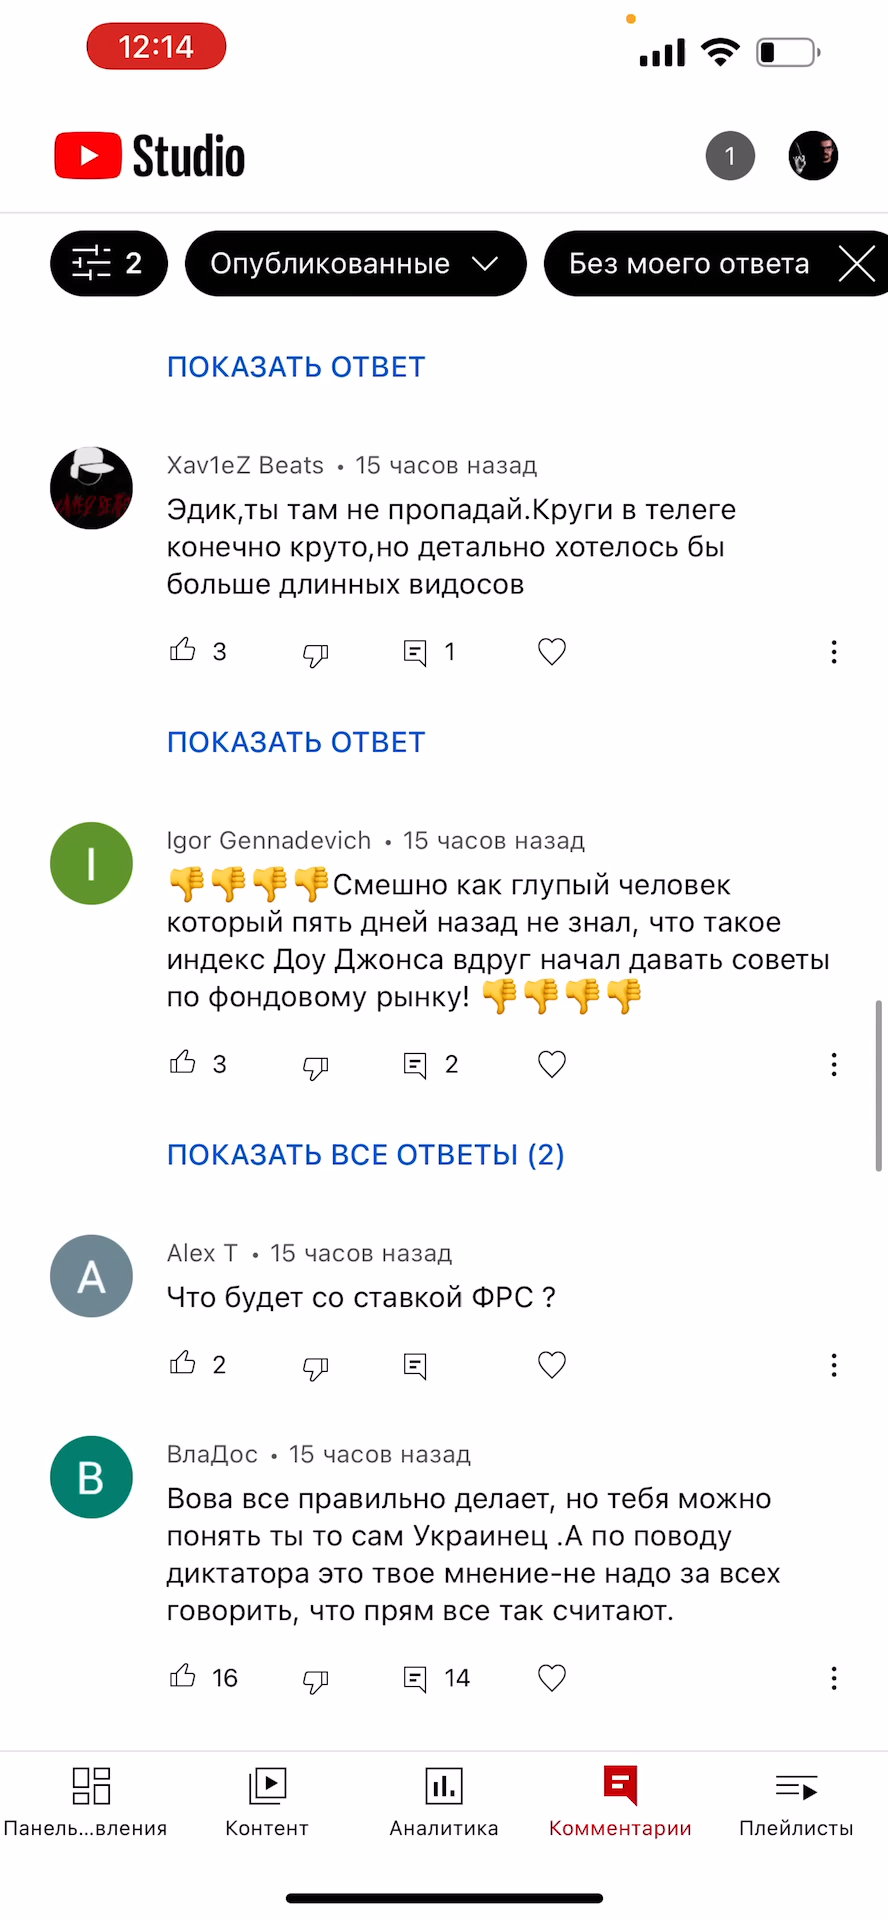 12:14
Studio
1
2
Опубликованные
Без моего ответа
ПОКАЗАТЬ ОТВЕТ
Xav1eZ Beats • 15 часов назад
Эдик,ты там не пропадай.Круги в телеге
конечно круто,но детально хотелось бы
больше длинных видосов
3
1
ПОКАЗАТЬ ОТВЕТ
I
Igor Gennadevich • 15 часов назад
👎👎👎👎Смешно как глупый человек
который пять дней назад не знал, что такое
индекс Доу Джонса вдруг начал давать советы
по фондовому рынку! 👎👎👎👎
3
2
ПОКАЗАТЬ ВСЕ ОТВЕТЫ (2)
A
Alex T • 15 часов назад
Что будет со ставкой ФРС ?
2
В
ВлаДос • 15 часов назад
Вова все правильно делает, но тебя можно
понять ты то сам Украинец .А по поводу
диктатора это твое мнение-не надо за всех
говорить, что прям все так считают.
16
14
Панель...вления
Контент
Аналитика
Комментарии
Плейлисты